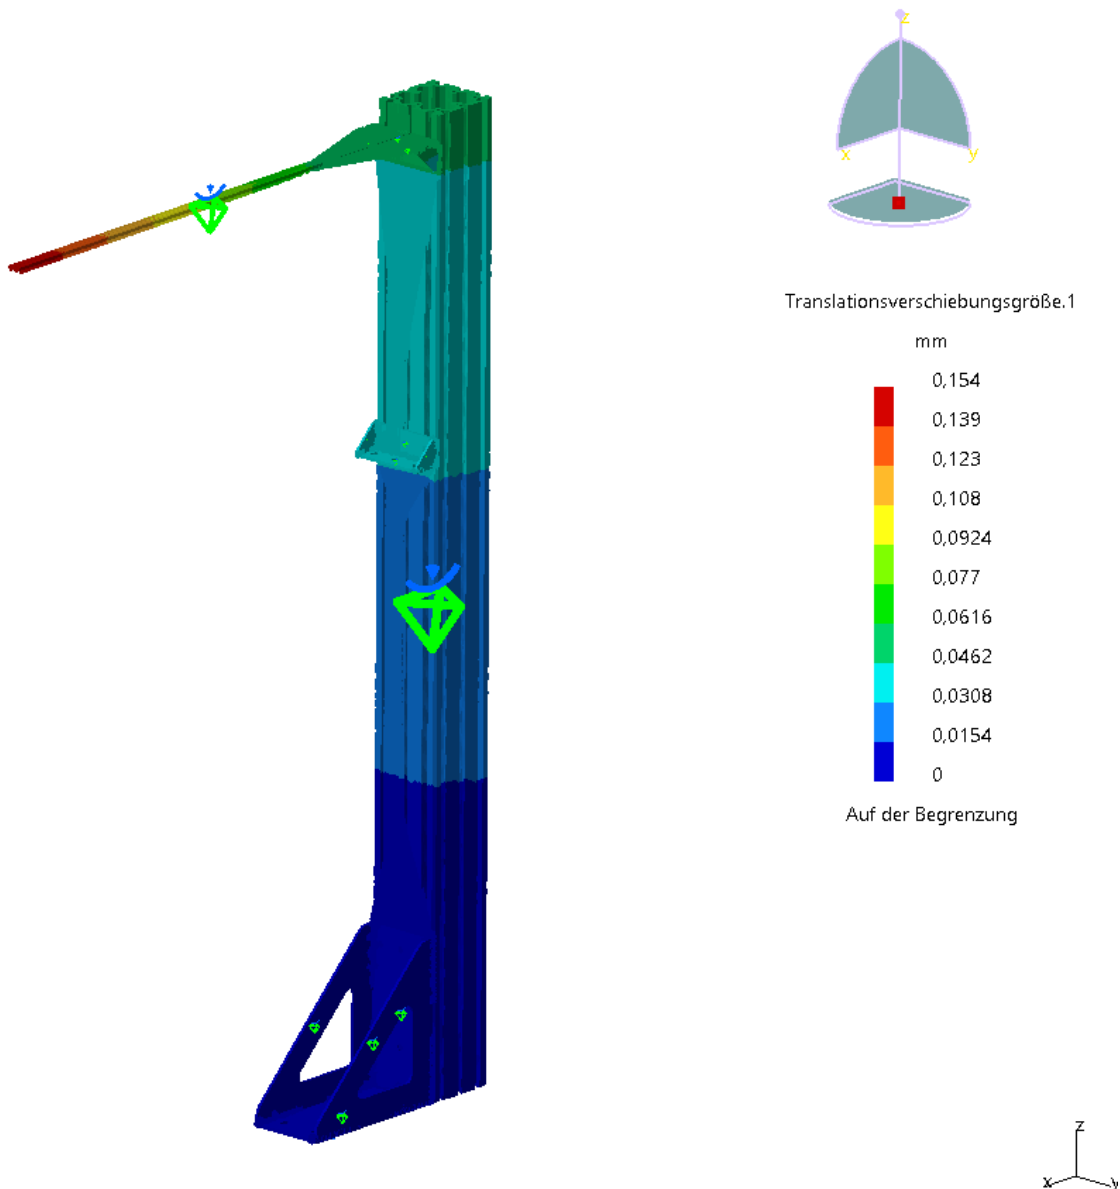 z
x y
Translationsverschiebungsgröße.1
mm
0,154
0,139
0,123
0,108
0,0924
0,077
0,0616
0,0462
0,0308
0,0154
0
Auf der Begrenzung
z
x y